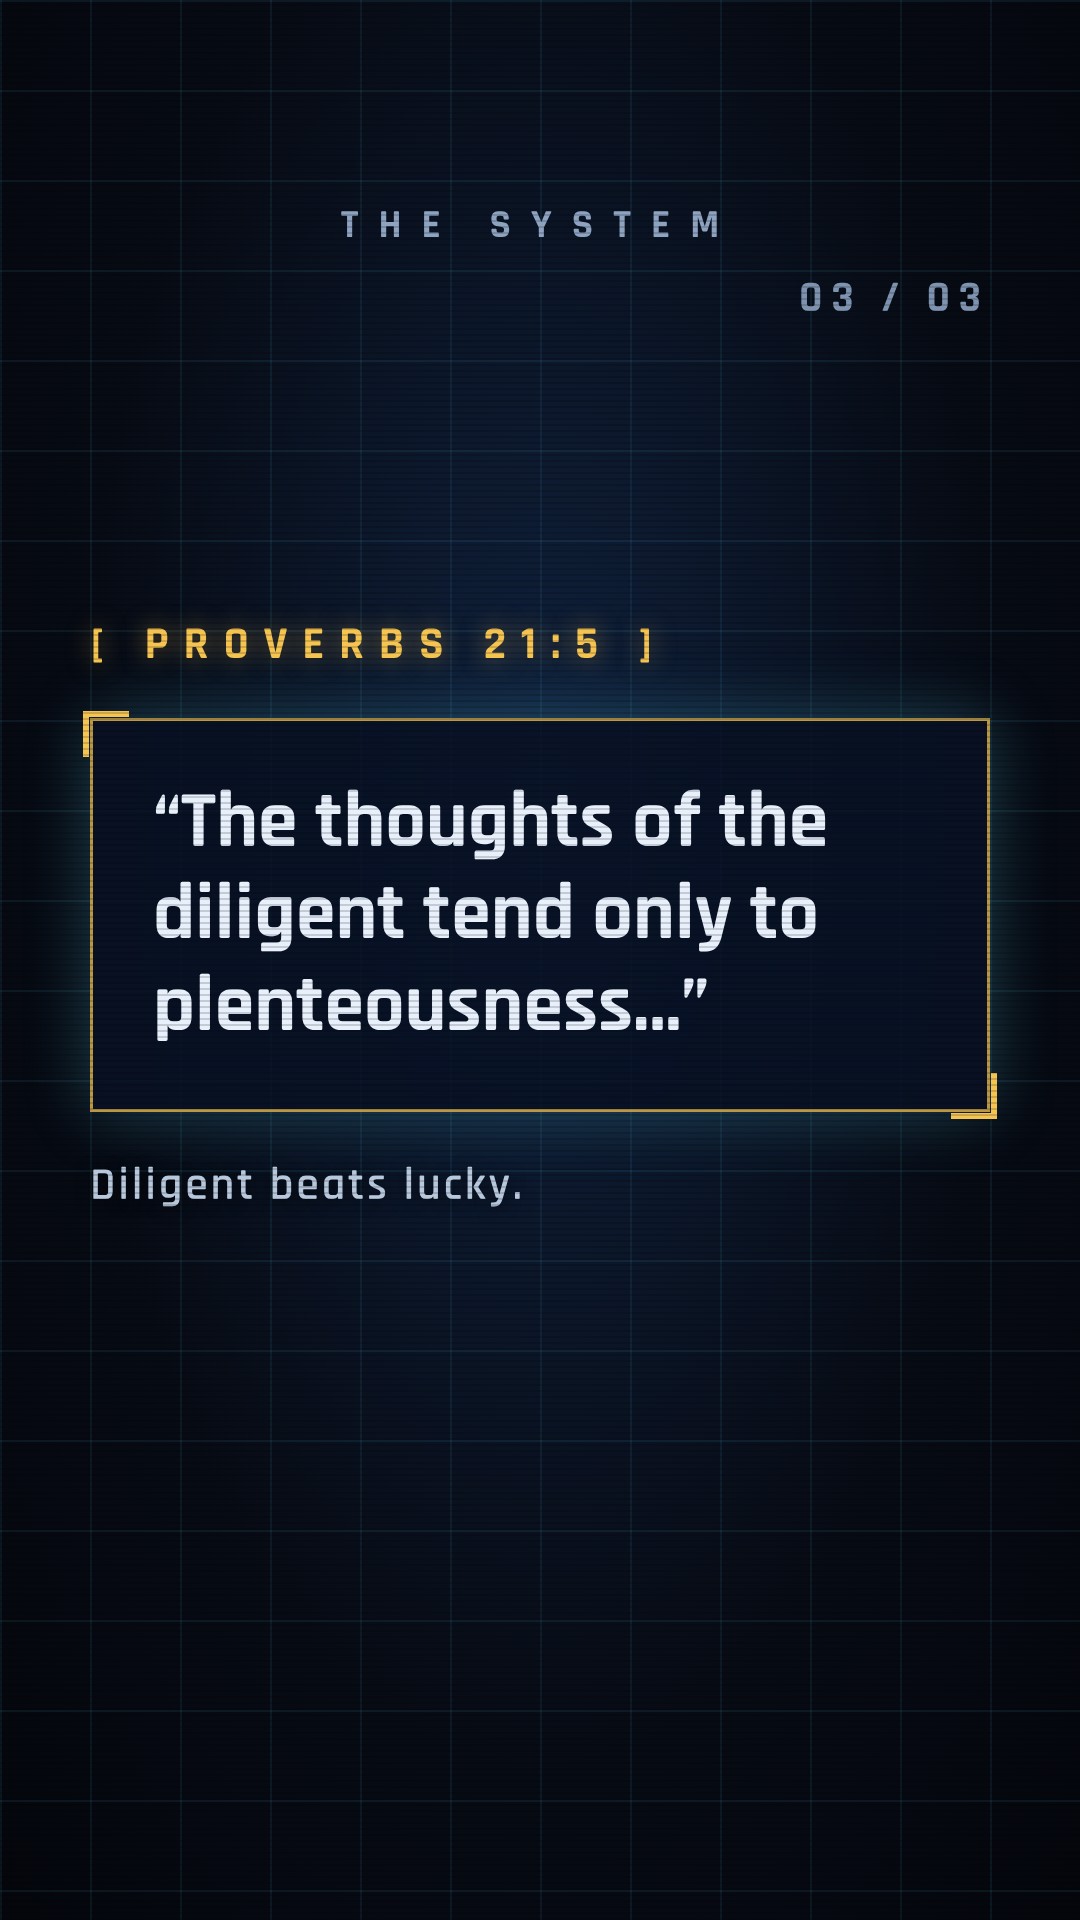 THE SYSTEM
03 / 03
[ PROVERBS 21:5 ]
“The thoughts of the
diligent tend only to
plenteousness...”
Diligent beats lucky.